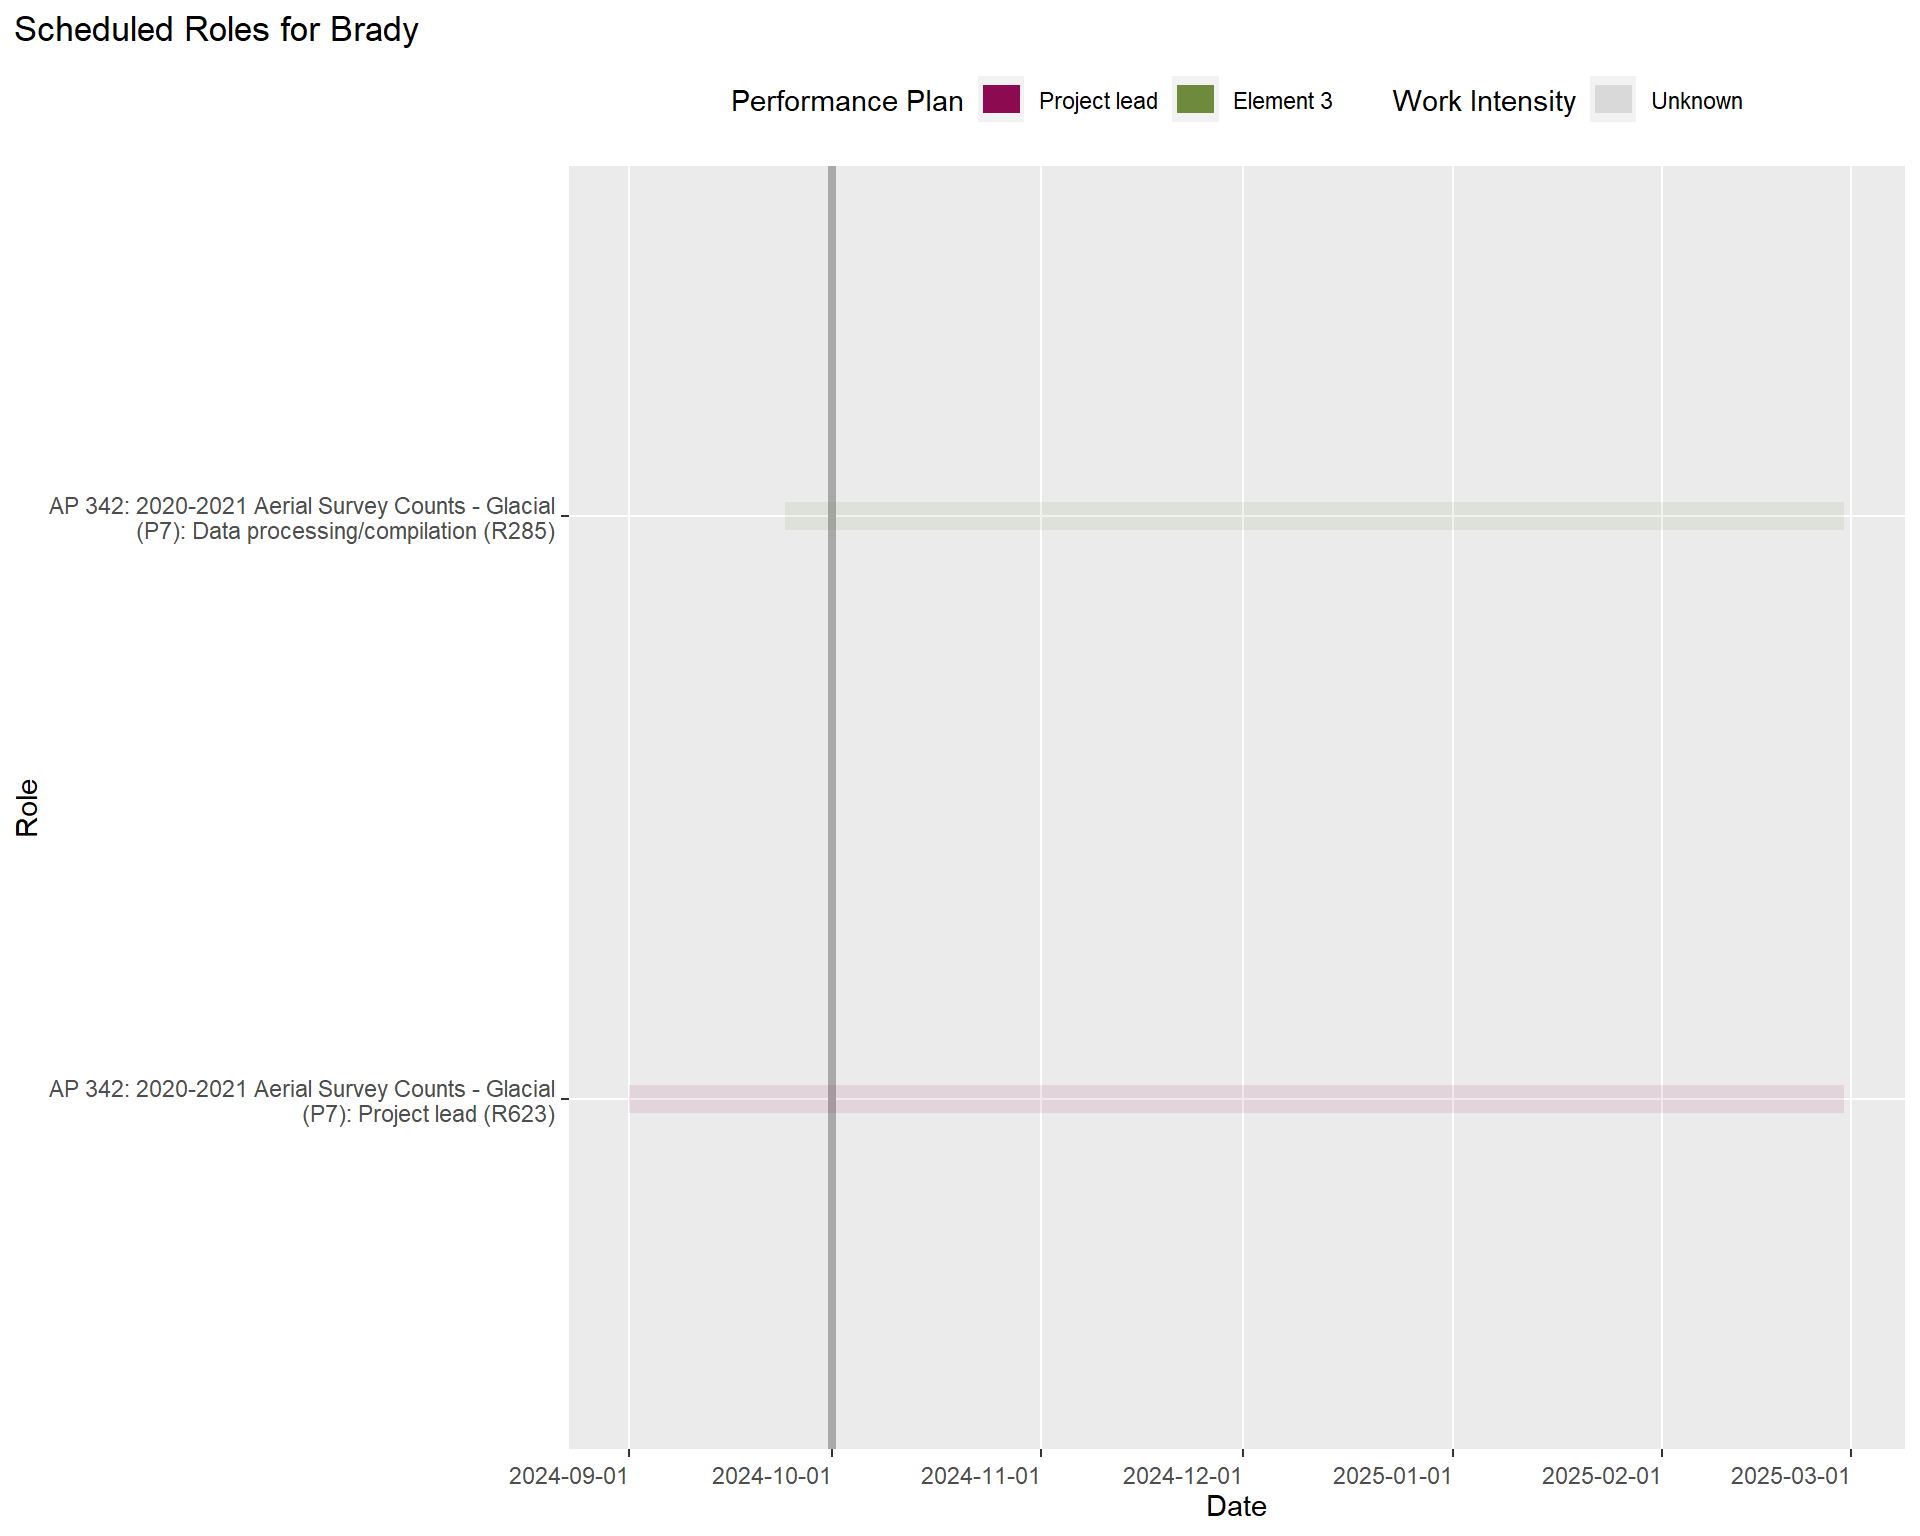 Scheduled Roles for Brady
Performance Plan Project lead Element 3 Work Intensity Unknown
AP 342: 2020-2021 Aerial Survey Counts - Glacial
(P7): Data processing/compilation (R285)
Role
AP 342: 2020-2021 Aerial Survey Counts - Glacial
(P7): Project lead (R623)
2024-09-01 2024-10-01 2024-11-01 2024-12-01 2025-01-01 2025-02-01 2025-03-01
Date